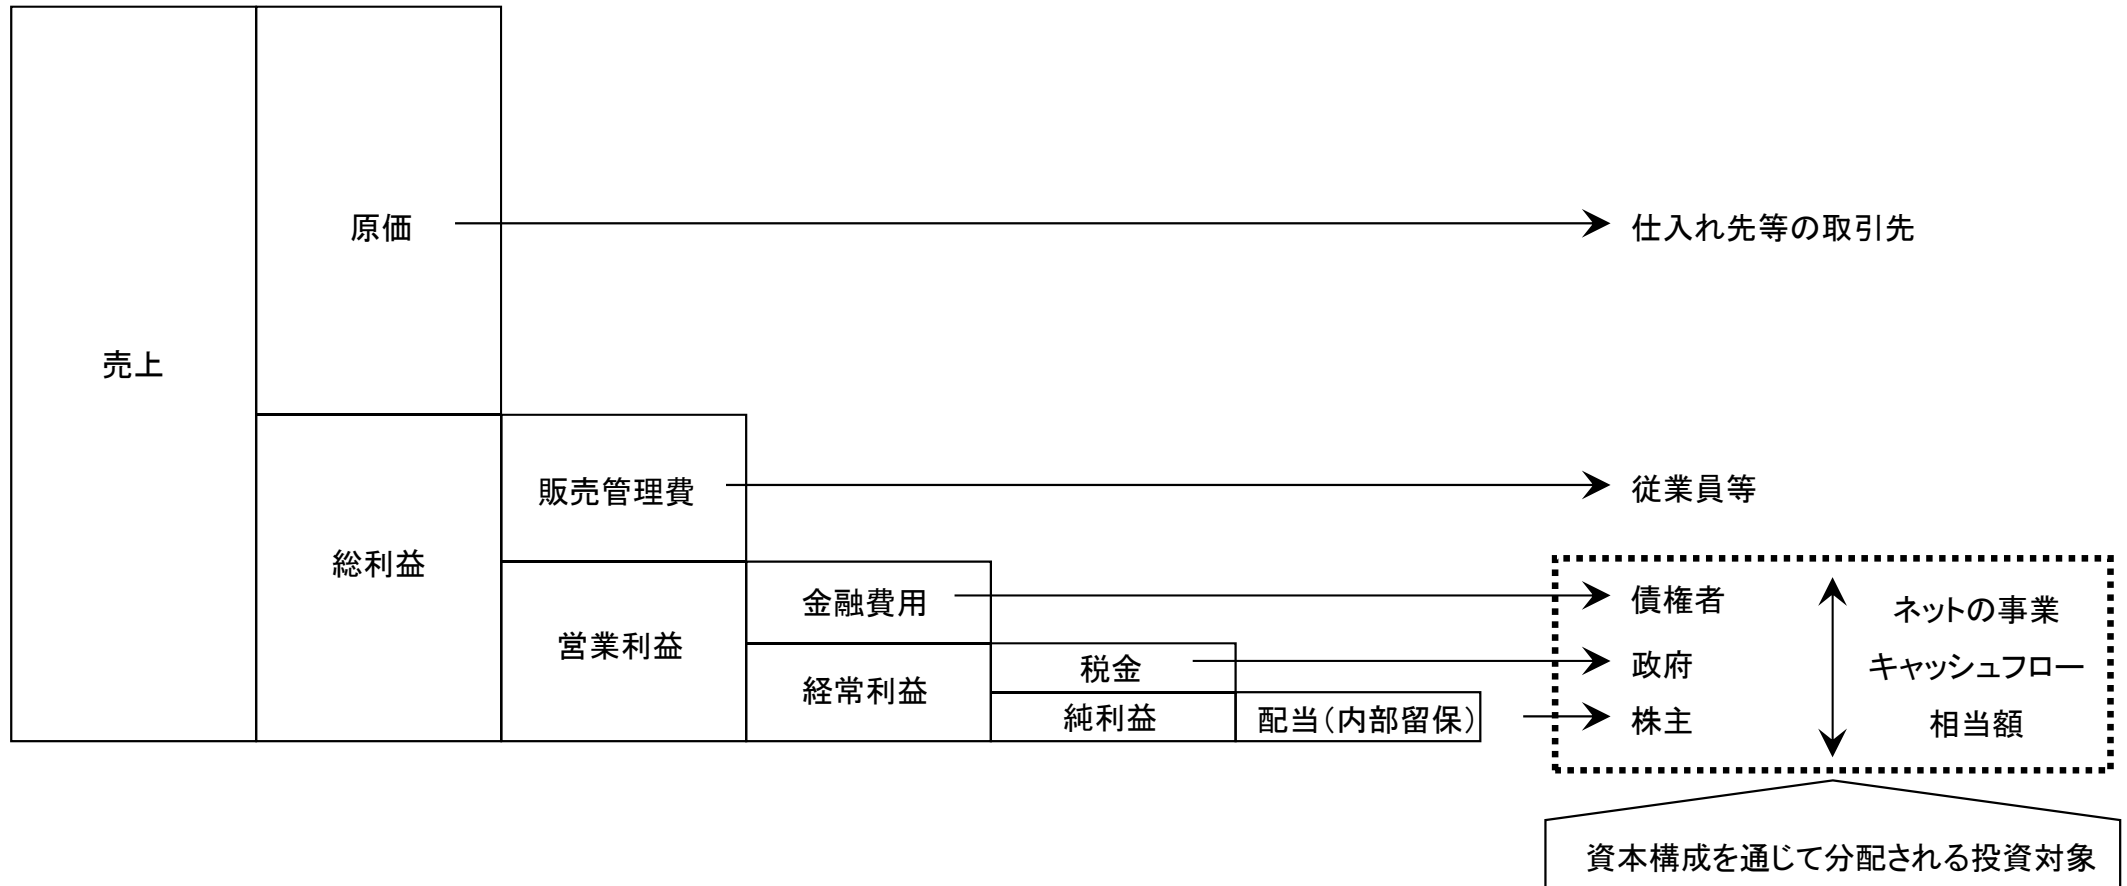 売上
原価
仕入れ先等の取引先
総利益
販売管理費
従業員等
営業利益
金融費用
債権者
経常利益
税金
政府
純利益
配当(内部留保)
株主
ネットの事業
キャッシュフロー
相当額
資本構成を通じて分配される投資対象